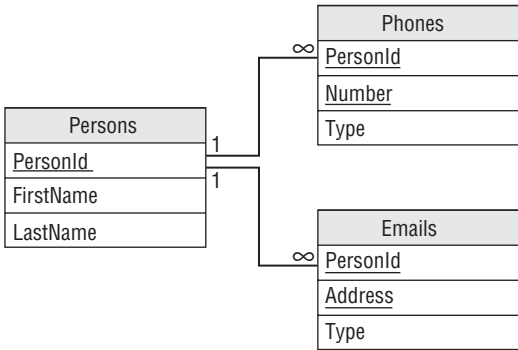 Persons
PersonId
FirstName
LastName
1
1
∞
∞
Phones
PersonId
Number
Type
Emails
PersonId
Address
Type